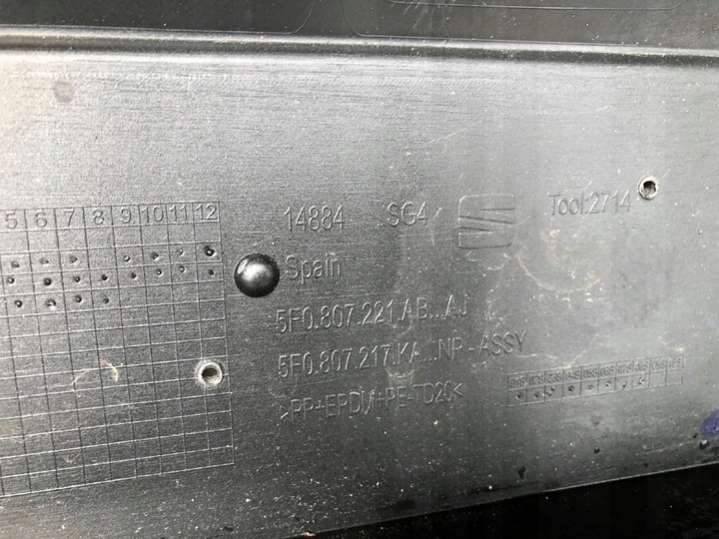 5 6 7 8 9 10 11 12
14884 SG4 Tool:2714
Spain
5F0.807.221.AB...AJ
5F0.807.217.KA...NP-ASSY
>PP+EPDM+PE-TD20<